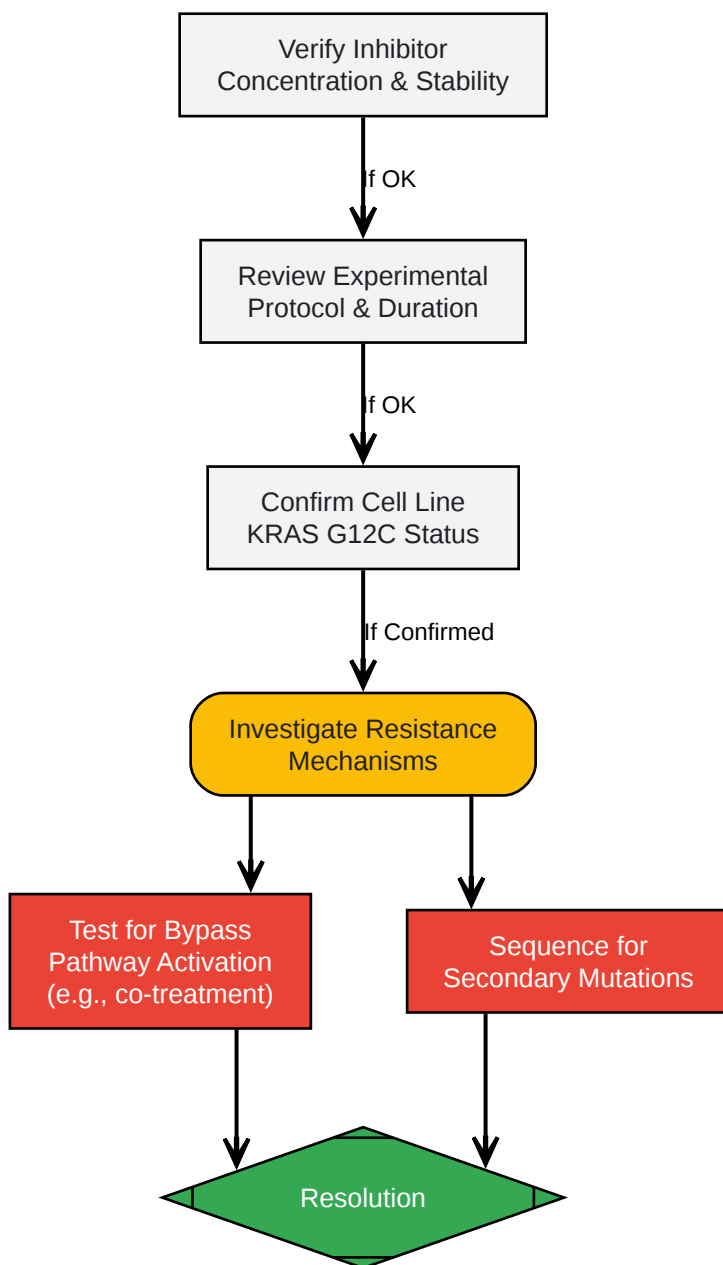 Verify Inhibitor
Concentration & Stability
If OK
Review Experimental
Protocol & Duration
If OK
Confirm Cell Line
KRAS G12C Status
If Confirmed
Investigate Resistance
Mechanisms
Test for Bypass
Pathway Activation
(e.g., co-treatment)
Sequence for
Secondary Mutations
Resolution